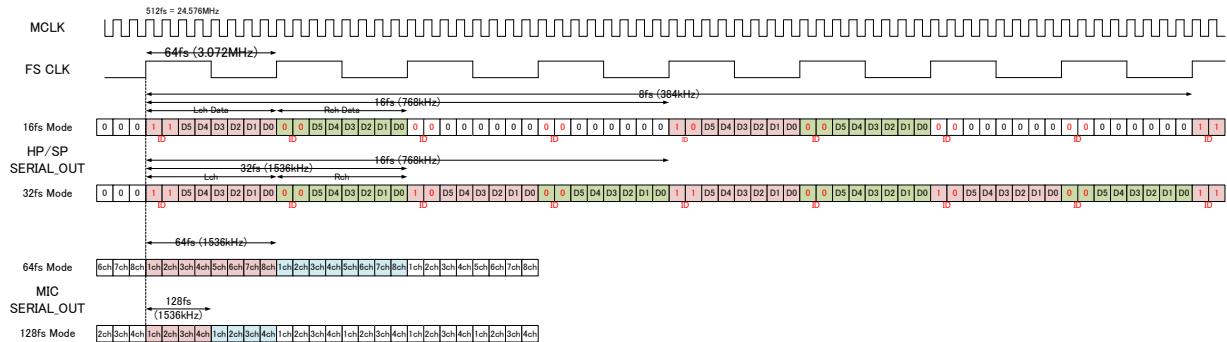 512fs = 24.576MHz
MCLK
64fs (3.072MHz)
FS CLK
8fs (384kHz)
16fs (768kHz)
Lch Data Rch Data
16fs Mode 0 0 0 1 1 D5 D4 D3 D2 D1 D0 0 0 D5 D4 D3 D2 D1 D0 0 0 0 0 0 0 0 0 0 0 0 0 0 0 0 0 1 0 D5 D4 D3 D2 D1 D0 0 0 D5 D4 D3 D2 D1 D0 0 0 0 0 0 0 0 0 0 0 0 0 0 0 0 0 1 1
ID ID ID ID ID ID ID ID ID
HP/SP
SERIAL_OUT
16fs (768kHz)
32fs (1536kHz)
Lch Rch
32fs Mode 0 0 0 1 1 D5 D4 D3 D2 D1 D0 0 0 D5 D4 D3 D2 D1 D0 1 0 D5 D4 D3 D2 D1 D0 0 0 D5 D4 D3 D2 D1 D0 1 1 D5 D4 D3 D2 D1 D0 0 0 D5 D4 D3 D2 D1 D0 1 0 D5 D4 D3 D2 D1 D0 0 0 D5 D4 D3 D2 D1 D0 1 1
ID ID ID ID ID ID ID ID ID
64fs (1536kHz)
64fs Mode 6ch 7ch 8ch 1ch 2ch 3ch 4ch 5ch 6ch 7ch 8ch 1ch 2ch 3ch 4ch 5ch 6ch 7ch 8ch 1ch 2ch 3ch 4ch 5ch 6ch 7ch 8ch
MIC
SERIAL_OUT
128fs
(1536kHz)
128fs Mode 2ch 3ch 4ch 1ch 2ch 3ch 4ch 1ch 2ch 3ch 4ch 1ch 2ch 3ch 4ch 1ch 2ch 3ch 4ch 1ch 2ch 3ch 4ch 1ch 2ch 3ch 4ch